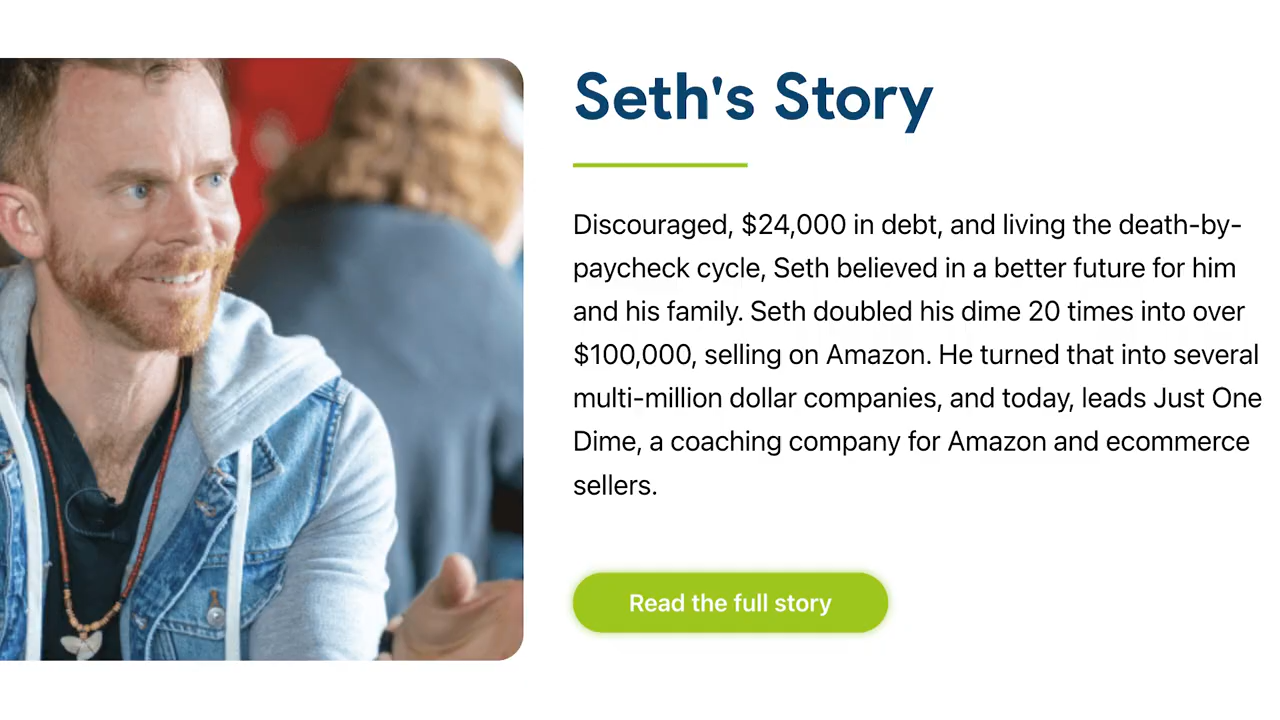 Seth's Story
Discouraged, $24,000 in debt, and living the death-by-
paycheck cycle, Seth believed in a better future for him
and his family. Seth doubled his dime 20 times into over
$100,000, selling on Amazon. He turned that into several
multi-million dollar companies, and today, leads Just One
Dime, a coaching company for Amazon and ecommerce
sellers.
Read the full story